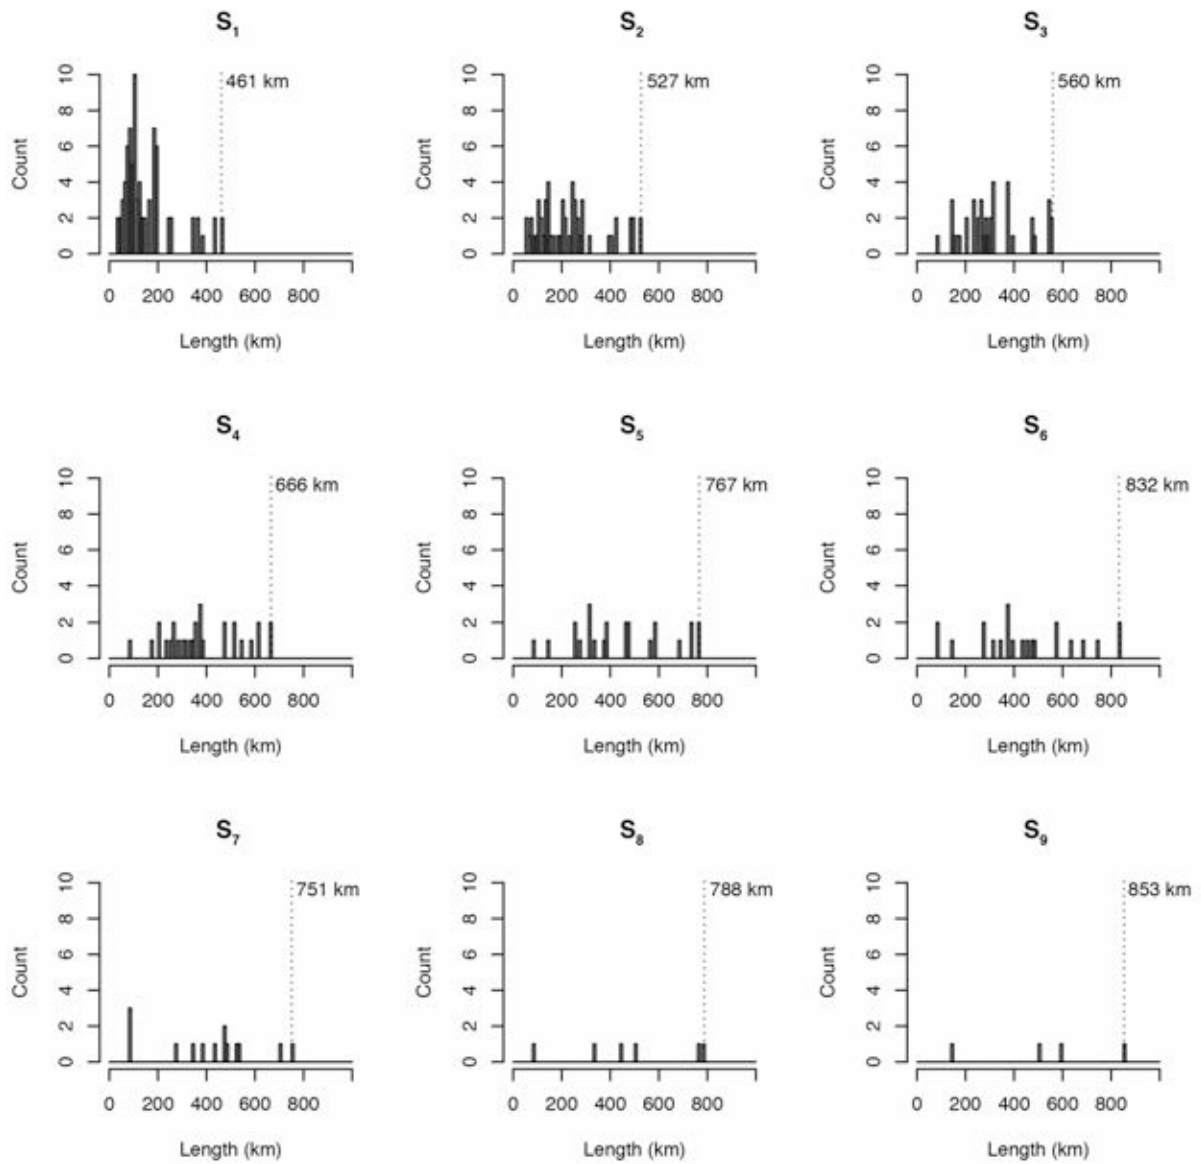 S1 S2 S3
461 km 527 km 560 km
Count Count Count
0 2 4 6 8 10 0 2 4 6 8 10 0 2 4 6 8 10
0 200 400 600 800 0 200 400 600 800 0 200 400 600 800
Length (km) Length (km) Length (km)
S4 S5 S6
666 km 767 km 832 km
Count Count Count
0 2 4 6 8 10 0 2 4 6 8 10 0 2 4 6 8 10
0 200 400 600 800 0 200 400 600 800 0 200 400 600 800
Length (km) Length (km) Length (km)
S7 S8 S9
751 km 788 km 853 km
Count Count Count
0 2 4 6 8 10 0 2 4 6 8 10 0 2 4 6 8 10
0 200 400 600 800 0 200 400 600 800 0 200 400 600 800
Length (km) Length (km) Length (km)